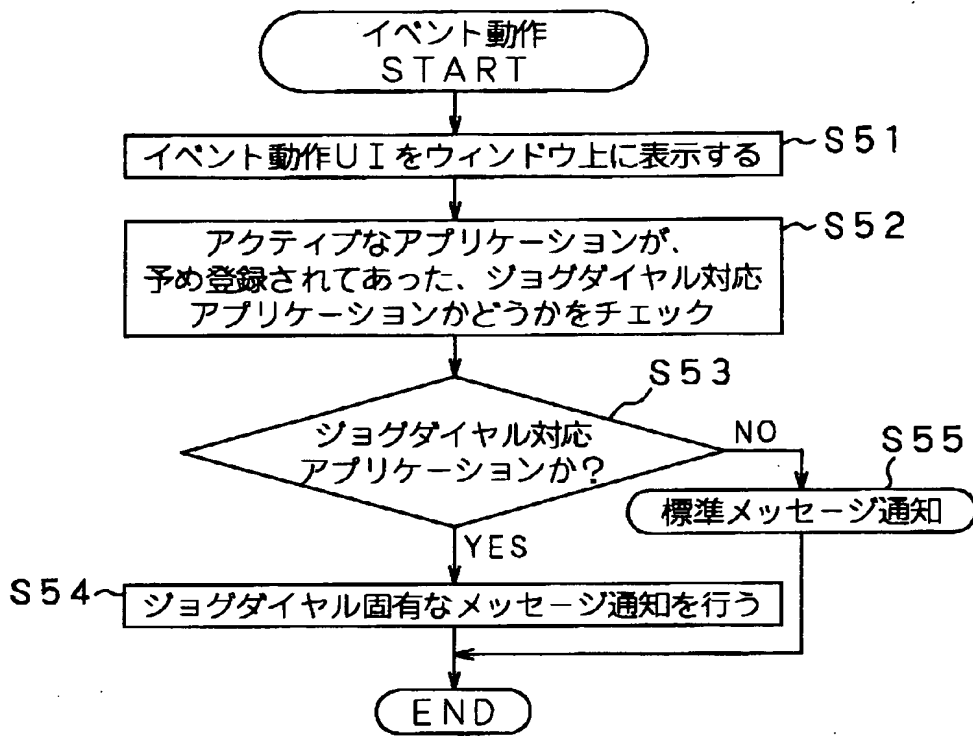 イベント動作
START
イベント動作UIをウィンドウ上に表示する
S51
アクティブなアプリケーションが、
予め登録されてあった、ジョグダイヤル対応
アプリケーションかどうかをチェック
S52
ジョグダイヤル対応
アプリケーションか?
S53
NO
S55
標準メッセージ通知
YES
S54
ジョグダイヤル固有なメッセージ通知を行う
END